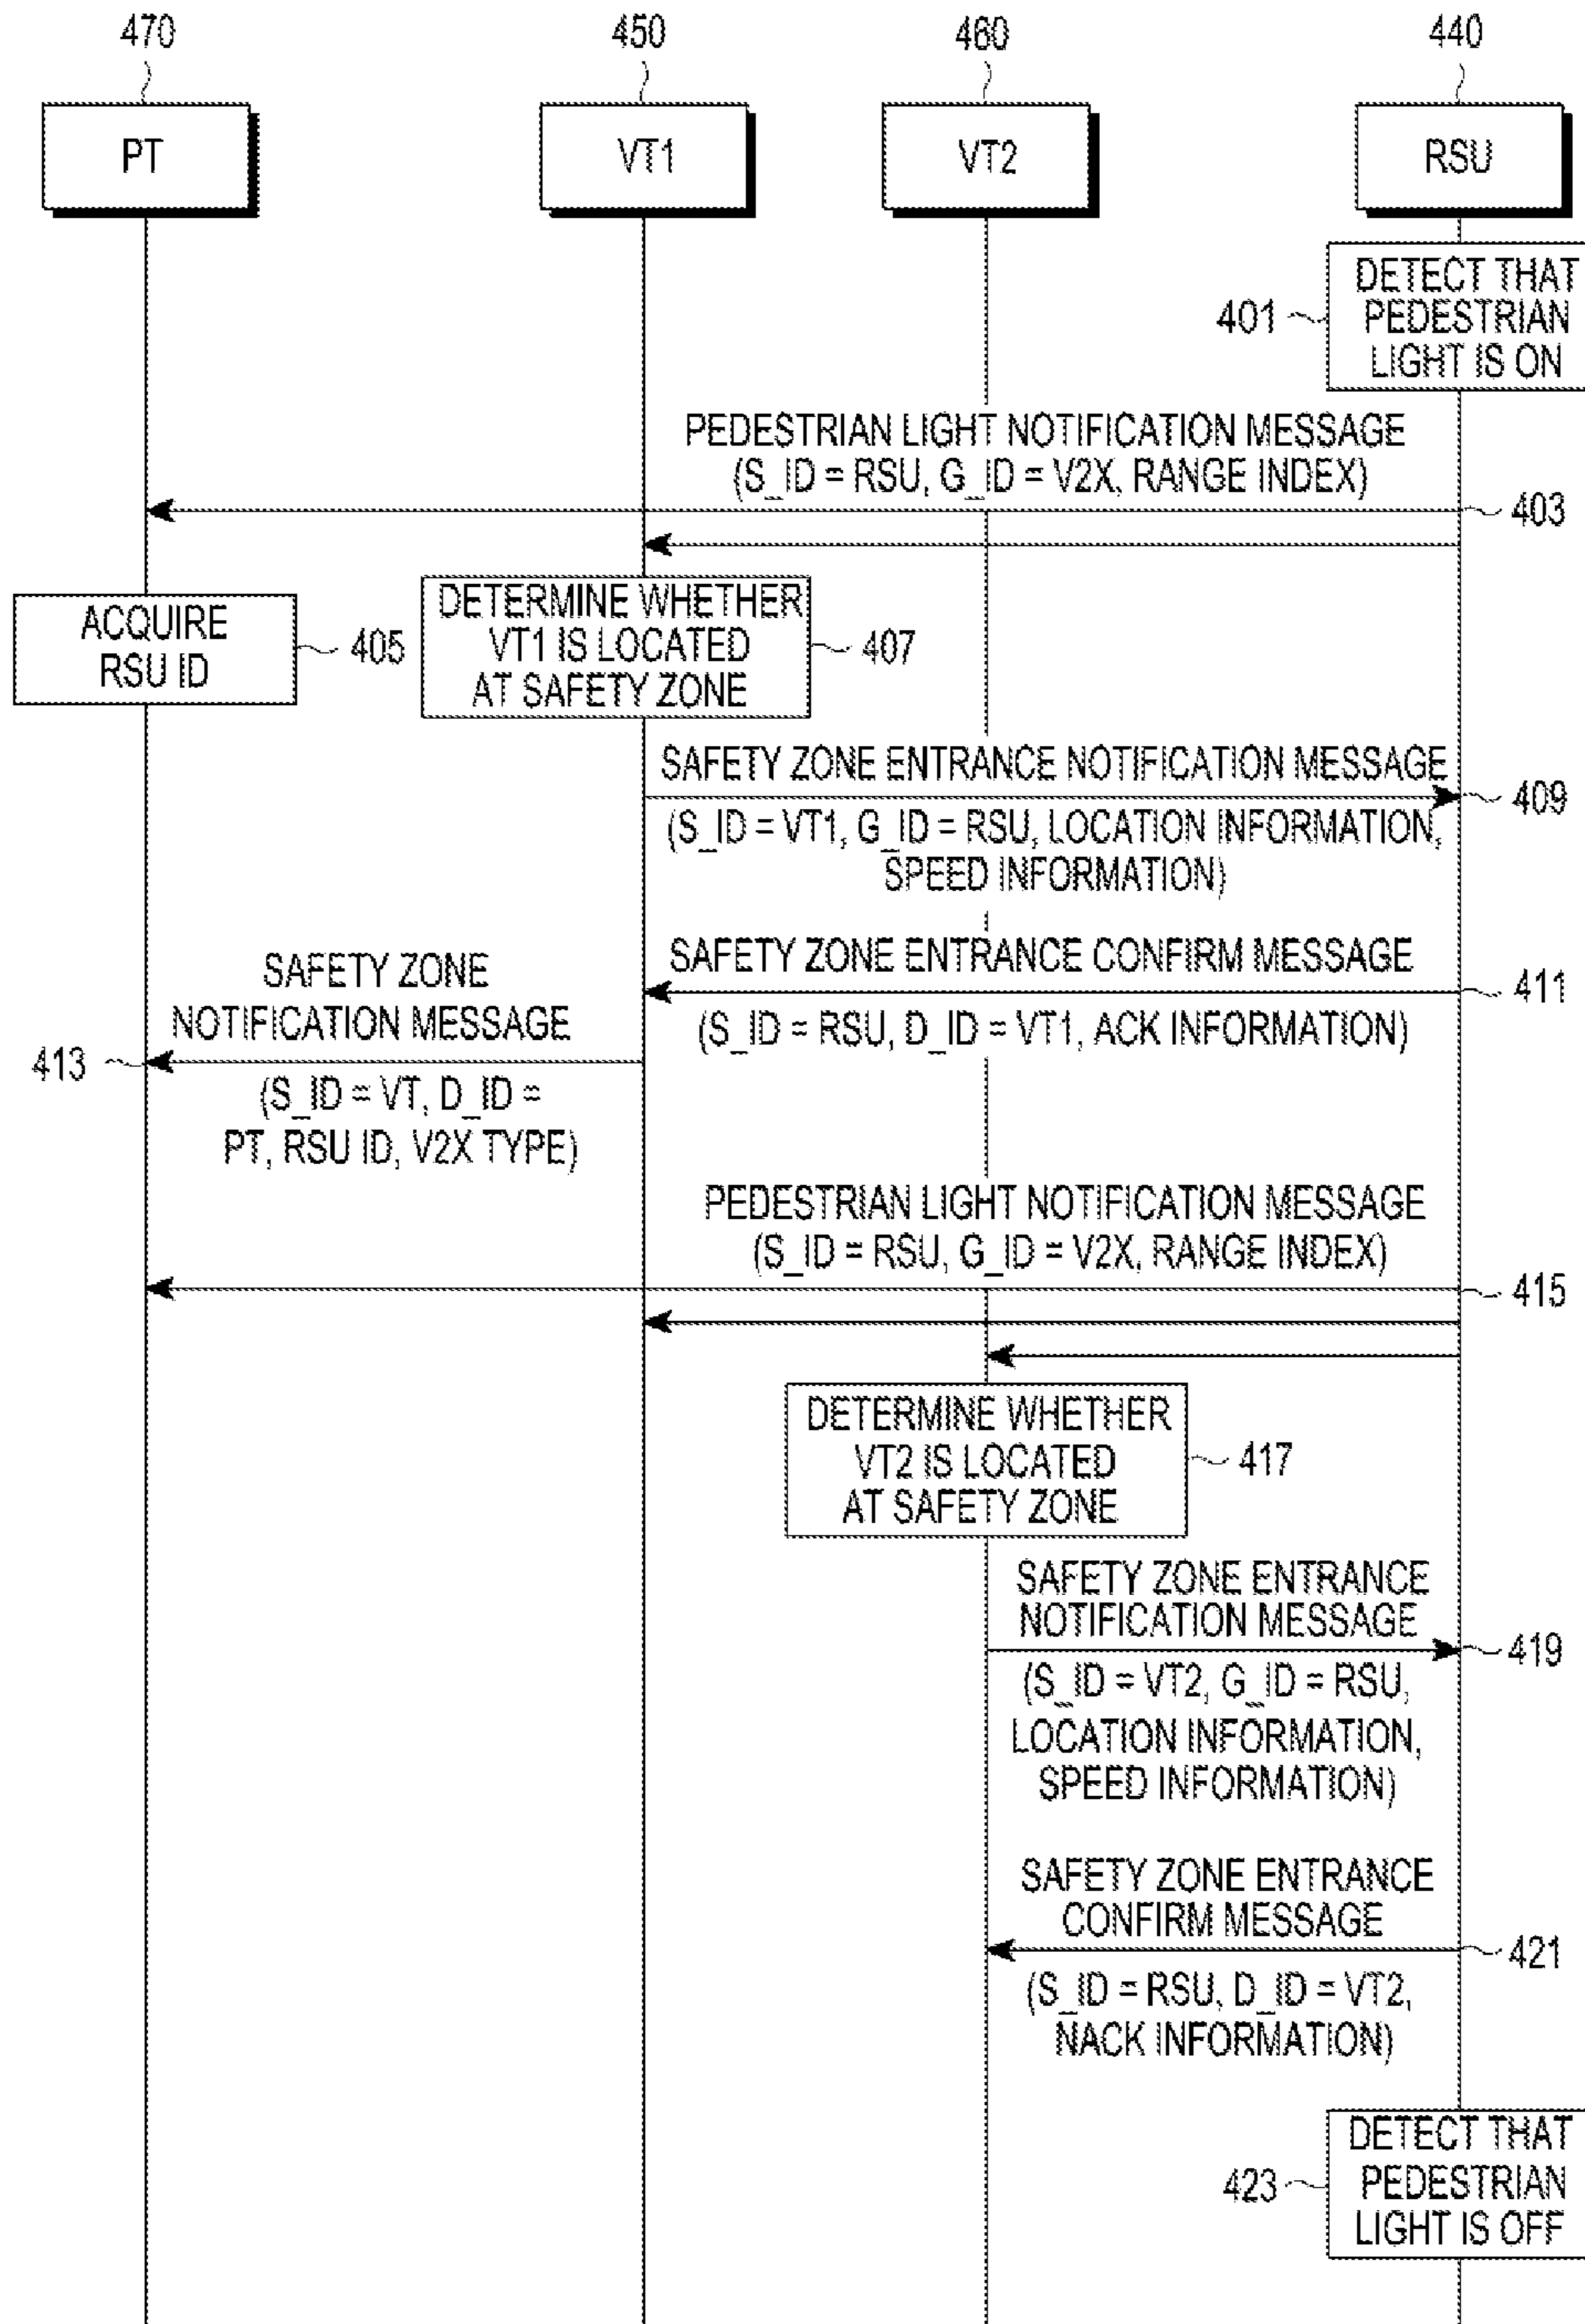 470
450
460
440
PT
VT1
VT2
RSU
DETECT THAT
PEDESTRIAN
LIGHT IS ON
401
PEDESTRIAN LIGHT NOTIFICATION MESSAGE
(S_ID = RSU, G_ID = V2X, RANGE INDEX)
403
ACQUIRE
RSU ID
405
DETERMINE WHETHER
VT1 IS LOCATED
AT SAFETY ZONE
407
SAFETY ZONE ENTRANCE NOTIFICATION MESSAGE
409
(S_ID = VT1, G_ID = RSU, LOCATION INFORMATION,
SPEED INFORMATION)
SAFETY ZONE ENTRANCE CONFIRM MESSAGE
411
(S_ID = RSU, D_ID = VT1, ACK INFORMATION)
SAFETY ZONE
NOTIFICATION MESSAGE
413
(S_ID = VT, D_ID =
PT, RSU ID, V2X TYPE)
PEDESTRIAN LIGHT NOTIFICATION MESSAGE
(S_ID = RSU, G_ID = V2X, RANGE INDEX)
415
DETERMINE WHETHER
VT2 IS LOCATED
AT SAFETY ZONE
417
SAFETY ZONE ENTRANCE
NOTIFICATION MESSAGE
419
(S_ID = VT2, G_ID = RSU,
LOCATION INFORMATION,
SPEED INFORMATION)
SAFETY ZONE ENTRANCE
CONFIRM MESSAGE
421
(S_ID = RSU, D_ID = VT2,
NACK INFORMATION)
DETECT THAT
PEDESTRIAN
LIGHT IS OFF
423